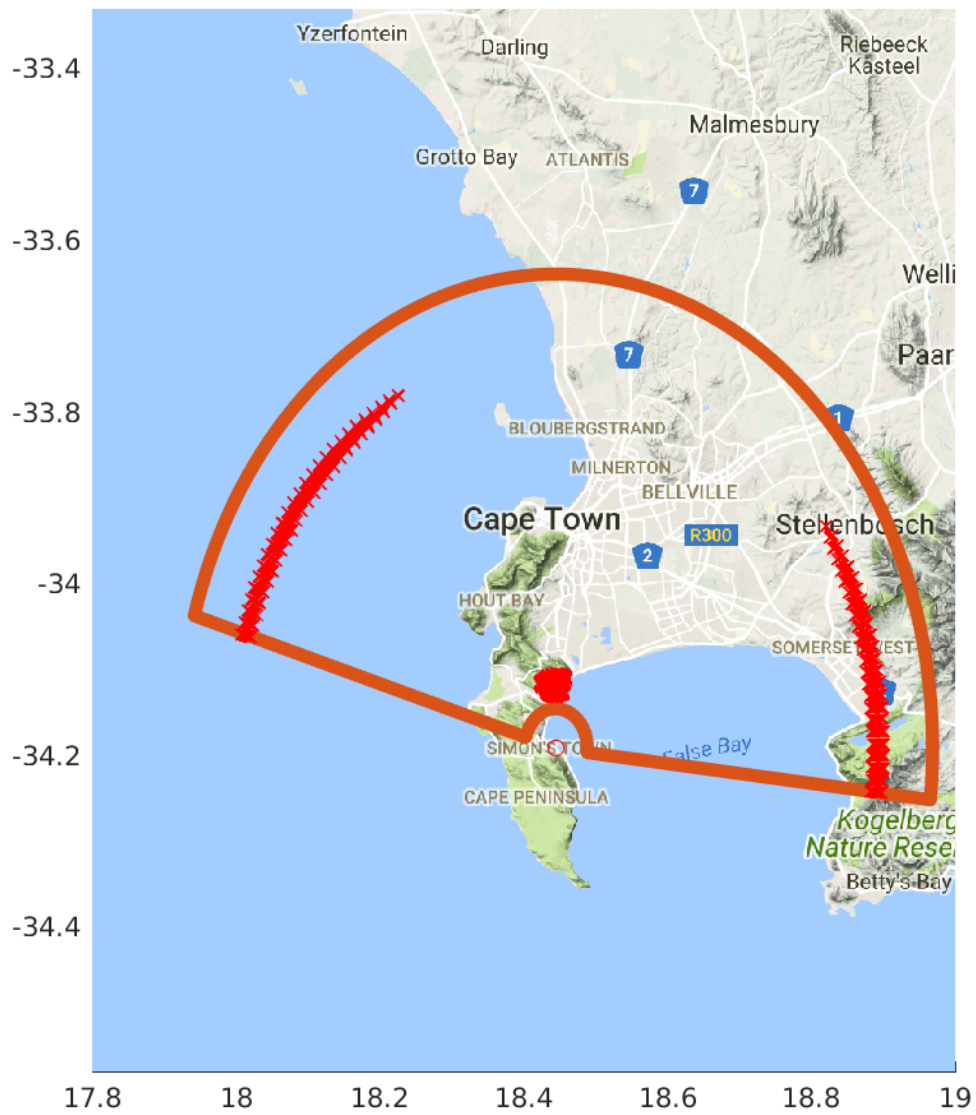 Yzerfontein
Darling
Riebeeck
Kasteel
-33.4
Malmesbury
Grotto Bay
ATLANTIS
7
-33.6
Welli
7
Paar
-33.8
1
BLOUBERGSTRAND
MILNERTON
BELLVILLE
Cape Town
Stellenbosch
R300
2
-34
HOUT BAY
SOMERSET WEST
-34.2
SIMON'S TOWN
False Bay
CAPE PENINSULA
Kogelberg
Nature Rese
Betty's Bay
-34.4
17.8
18
18.2
18.4
18.6
18.8
19